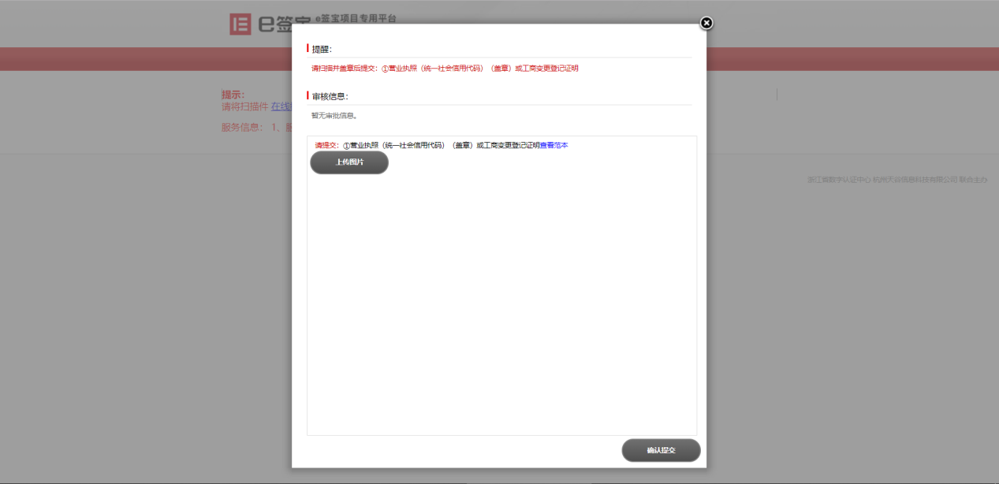 e签宝 e签宝项目专用平台
提醒：
请扫描并盖章后提交：①营业执照（统一社会信用代码）（盖章）或工商变更登记证明
提示：
审核信息：
请将扫描件 在线
暂无审批信息。
服务信息： 1、服
请提交：①营业执照（统一社会信用代码）（盖章）或工商变更登记证明查看范本
上传图片
浙江省数字认证中心 杭州天谷信息科技有限公司 联合主办
确认提交